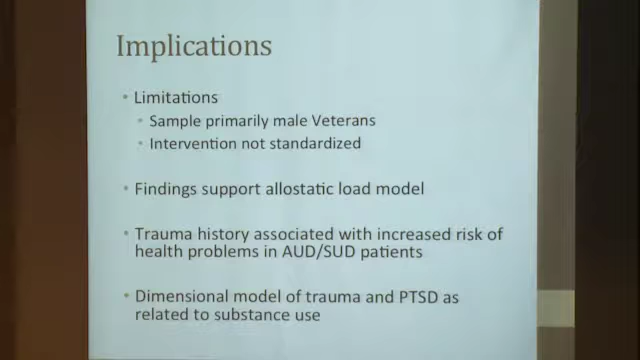 Implications
• Limitations
• Sample primarily male Veterans
• Intervention not standardized
• Findings support allostatic load model
• Trauma history associated with increased risk of
health problems in AUD/SUD patients
• Dimensional model of trauma and PTSD as
related to substance use